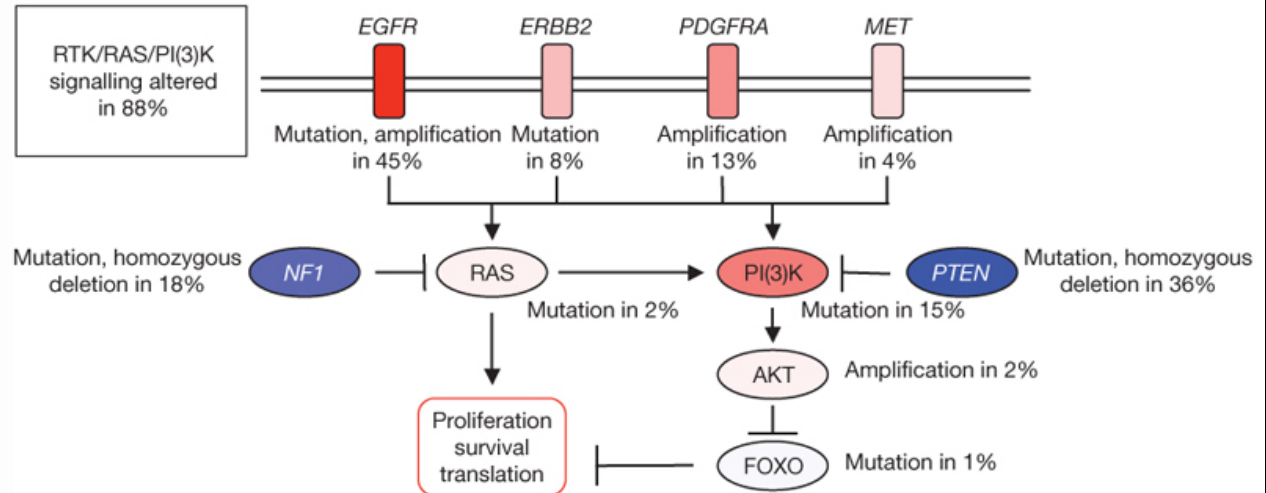 RTK/RAS/PI(3)K
signalling altered
in 88%
EGFR
ERBB2
PDGFRA
MET
Mutation, amplification
in 45%
Mutation
in 8%
Amplification
in 13%
Amplification
in 4%
Mutation, homozygous
deletion in 18%
NF1
RAS
PI(3)K
PTEN
Mutation, homozygous
deletion in 36%
Mutation in 2%
Mutation in 15%
AKT
Amplification in 2%
Proliferation
survival
translation
FOXO
Mutation in 1%